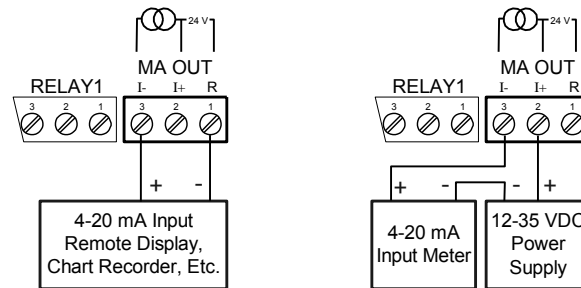 24 V
MA OUT
RELAY1 I- I+ R
3 2 1 3 2 1
+ -
4-20 mA Input
Remote Display,
Chart Recorder, Etc.
24 V
MA OUT
RELAY1 I- I+ R
3 2 1 3 2 1
+ - - +
4-20 mA
Input Meter
12-35 VDC
Power
Supply